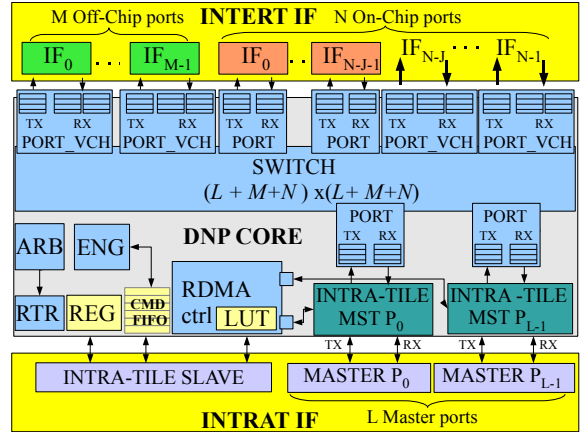 INTERT IF
M Off-Chip ports
N On-Chip ports
IF0 . . . IFM-1 IF0 . . IFN-J-1 IFN-J . . . IFN-1
TX RX TX RX TX RX TX RX TX RX TX RX
PORT_VCH PORT_VCH PORT PORT PORT_VCH PORT_VCH
SWITCH
(L + M+N ) x(L+ M+N)
PORT PORT
TX RX TX RX
DNP CORE
ARB ENG
RDMA
ctrl LUT
INTRA-TILE
MST P0
INTRA -TILE
MST PL-1
RTR REG CMD
FIFO
TX RX TX RX
INTRA-TILE SLAVE MASTER P0 MASTER PL-1
INTRAT IF
L Master ports